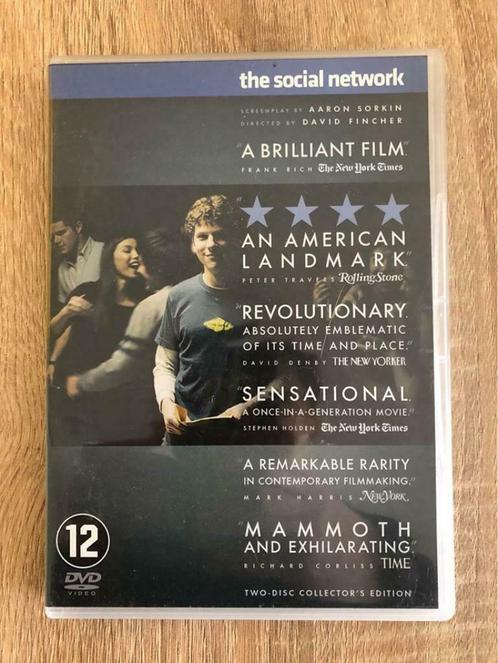 the social network
SCREENPLAY BY AARON SORKIN
DIRECTED BY DAVID FINCHER
"A BRILLIANT FILM."
FRANK RICH The New York Times
"★ ★ ★ ★
AN AMERICAN
LANDMARK."
PETER TRAVERS RollingStone
"REVOLUTIONARY.
ABSOLUTELY EMBLEMATIC
OF ITS TIME AND PLACE."
DAVID DENBY THE NEW YORKER
"SENSATIONAL.
A ONCE-IN-A-GENERATION MOVIE."
STEPHEN HOLDEN The New York Times
"A REMARKABLE RARITY
IN CONTEMPORARY FILMMAKING."
MARK HARRIS NEW YORK
"MAMMOTH
AND EXHILARATING."
RICHARD CORLISS TIME
12
DVD
VIDEO
TWO-DISC COLLECTOR'S EDITION